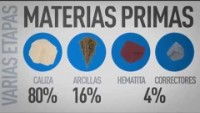 VARIAS ETAPAS
MATERIAS PRIMAS
CALIZA ARCILLAS HEMATITA CORRECTORES
80% 16% 4%